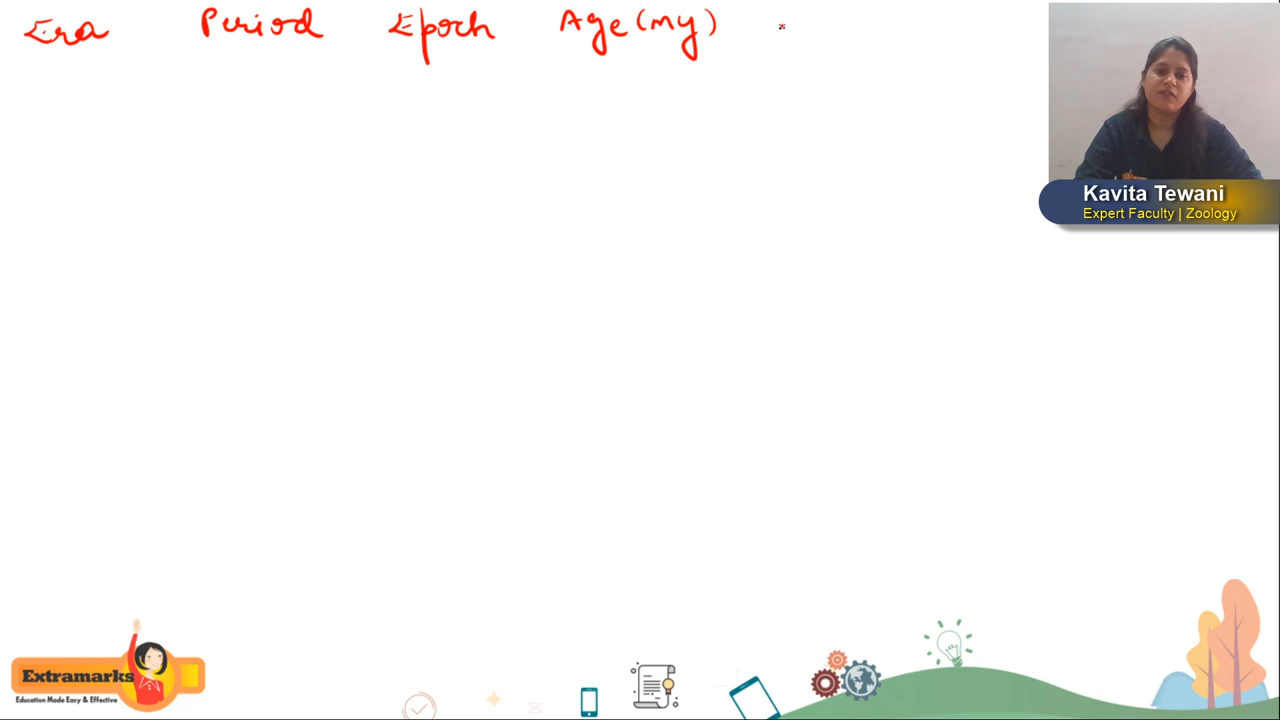 Era Period Epoch Age(my)
Kavita Tewani
Expert Faculty | Zoology
Extramarks
Education Made Easy & Effective